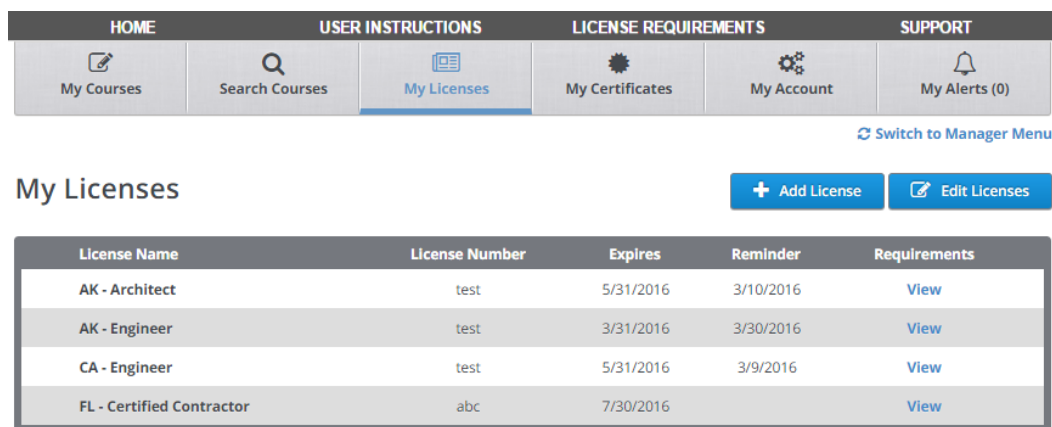 HOME USER INSTRUCTIONS LICENSE REQUIREMENTS SUPPORT
My Courses Search Courses My Licenses My Certificates My Account My Alerts (0)
Switch to Manager Menu
My Licenses Add License Edit Licenses
License Name License Number Expires Reminder Requirements
AK - Architect test 5/31/2016 3/10/2016 View
AK - Engineer test 3/31/2016 3/30/2016 View
CA - Engineer test 5/31/2016 3/9/2016 View
FL - Certified Contractor abc 7/30/2016 View